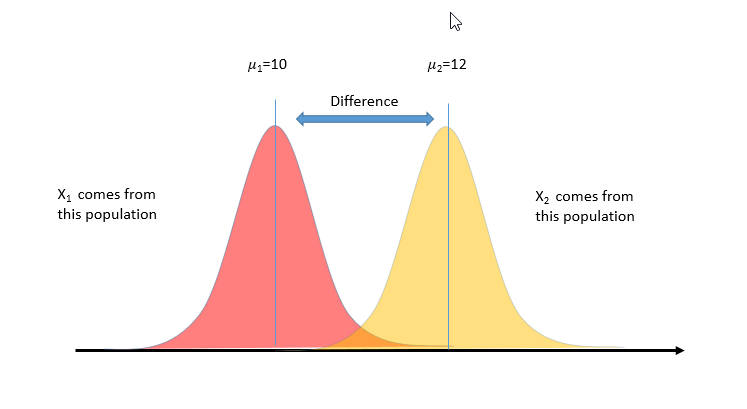 μ₁=10
μ₂=12
Difference
X₁ comes from
this population
X₂ comes from
this population